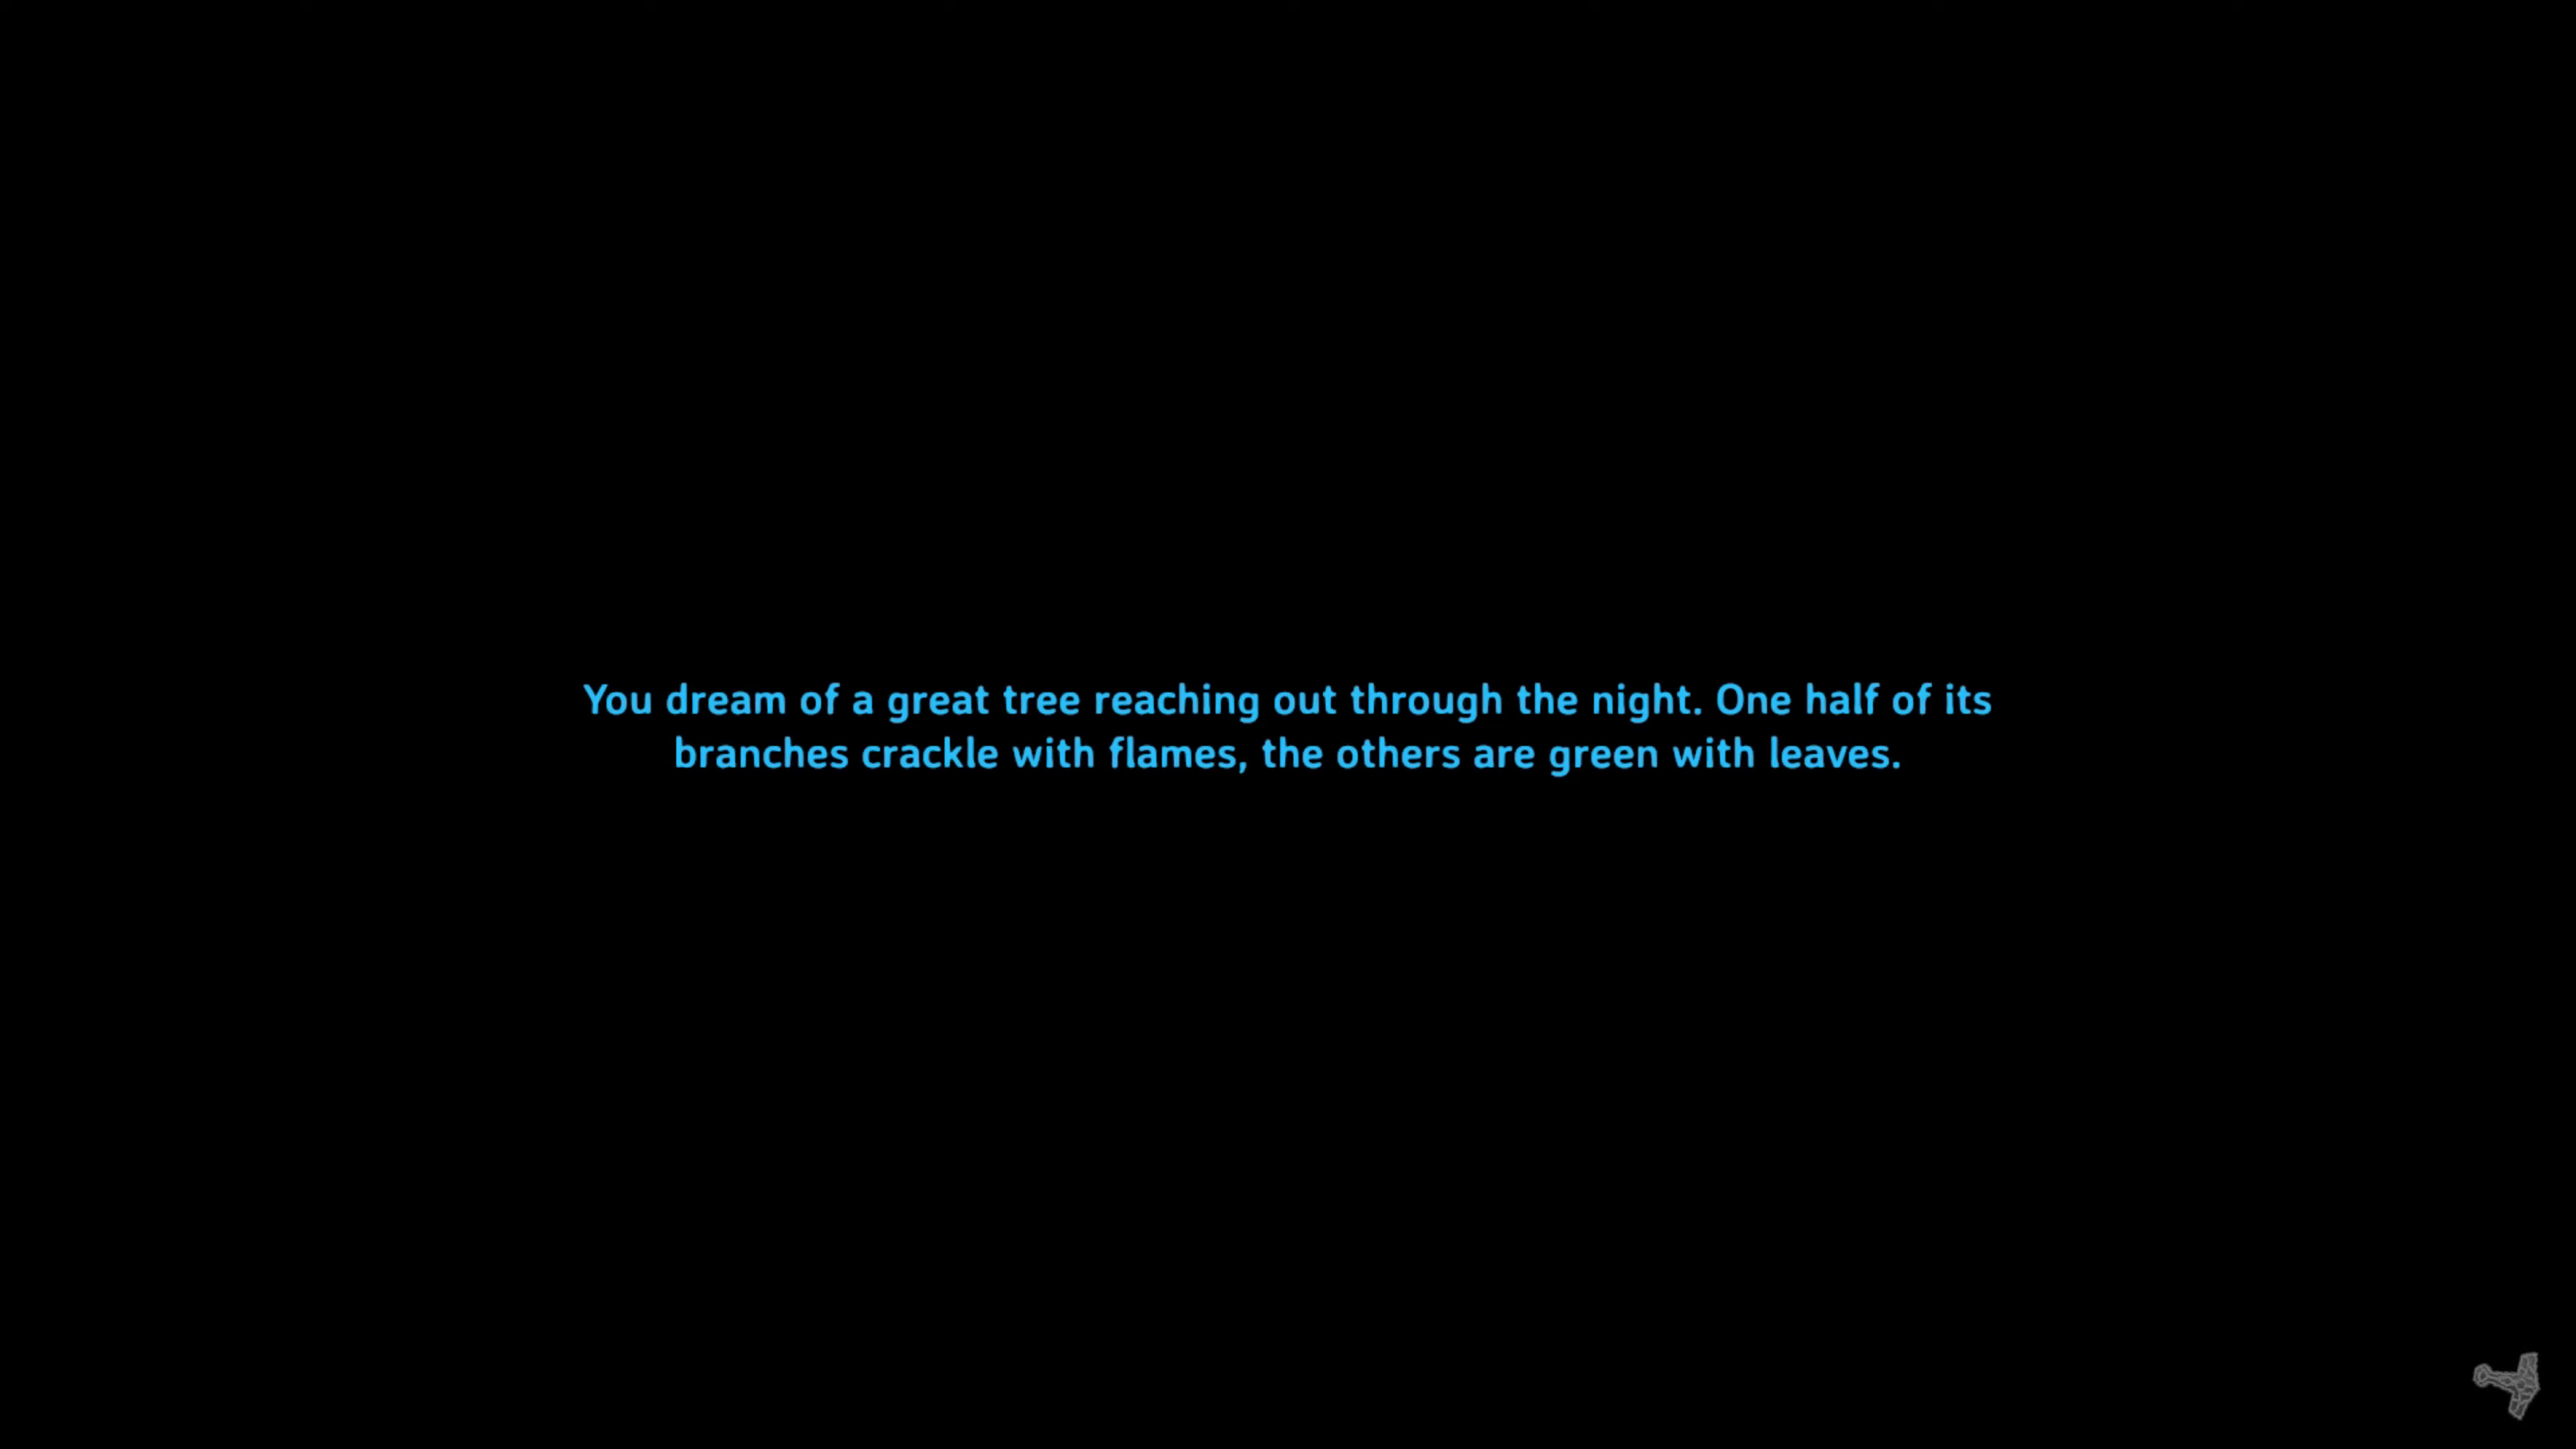 You dream of a great tree reaching out through the night. One half of its
branches crackle with flames, the others are green with leaves.